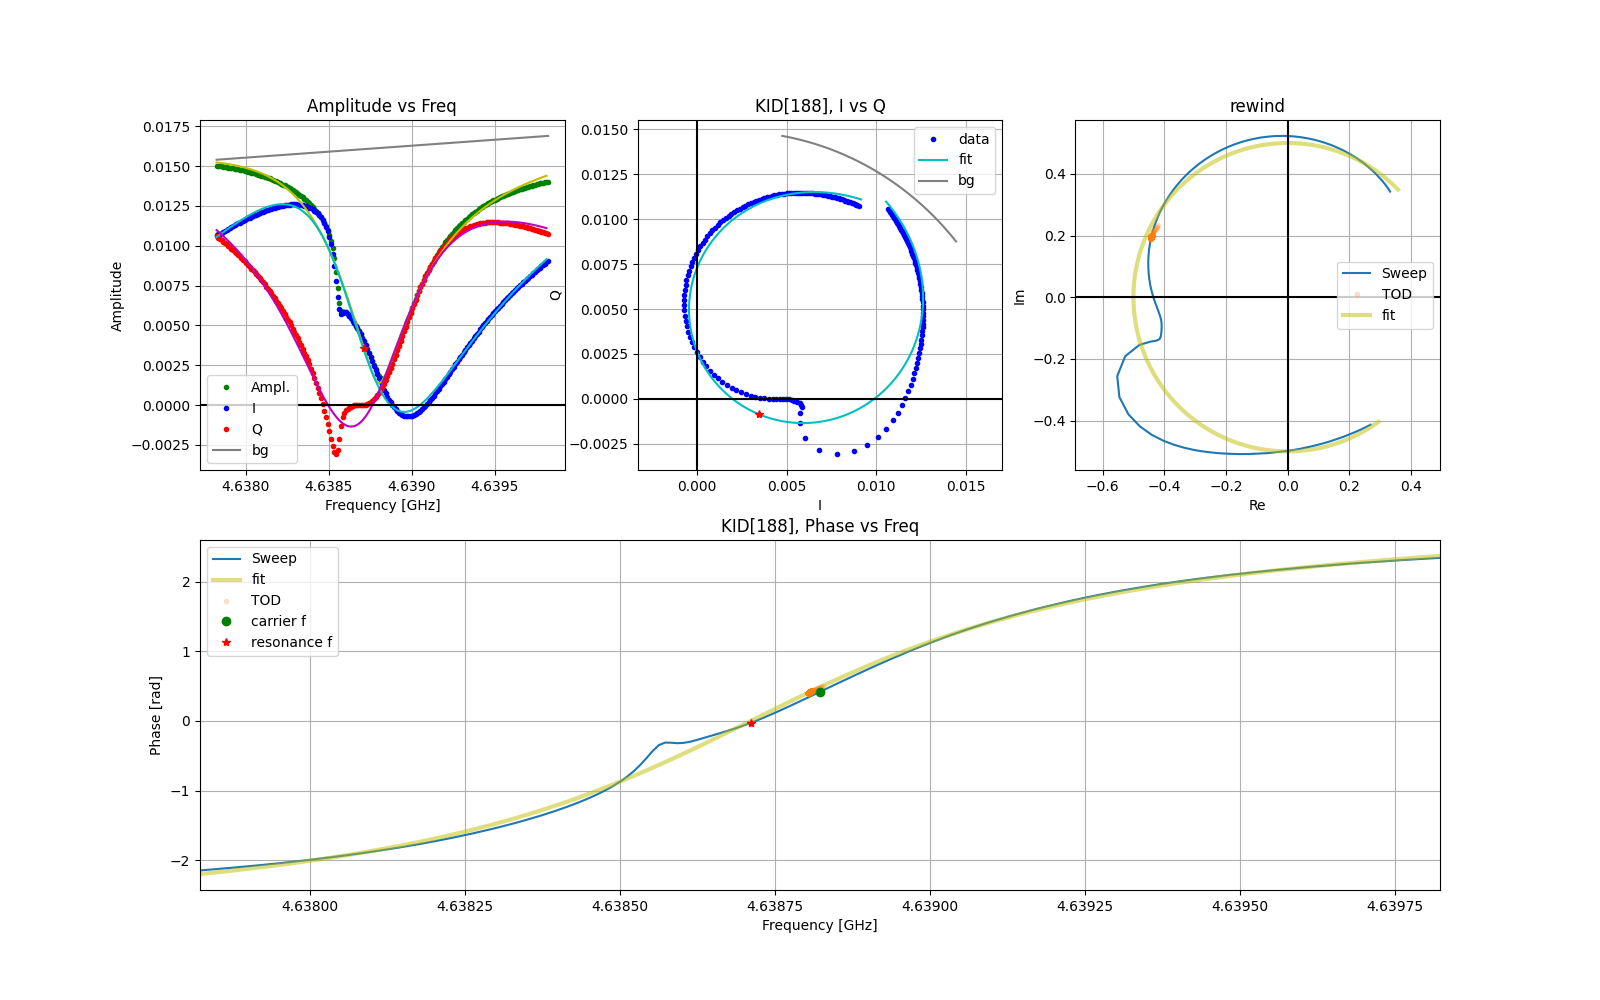 Amplitude vs Freq
Amplitude
0.0175
0.0150
0.0125
0.0100
0.0075
0.0050
0.0025
0.0000
−0.0025
Ampl.
I
Q
bg
4.6380 4.6385 4.6390 4.6395
Frequency [GHz]
KID[188], I vs Q
Q
0.0150
0.0125
0.0100
0.0075
0.0050
0.0025
0.0000
−0.0025
data
fit
bg
0.000 0.005 0.010 0.015
I
rewind
Im
0.4
0.2
0.0
−0.2
−0.4
Sweep
TOD
fit
−0.6 −0.4 −0.2 0.0 0.2 0.4
Re
KID[188], Phase vs Freq
Phase [rad]
2
1
0
−1
−2
Sweep
fit
TOD
carrier f
resonance f
4.63800 4.63825 4.63850 4.63875 4.63900 4.63925 4.63950 4.63975
Frequency [GHz]